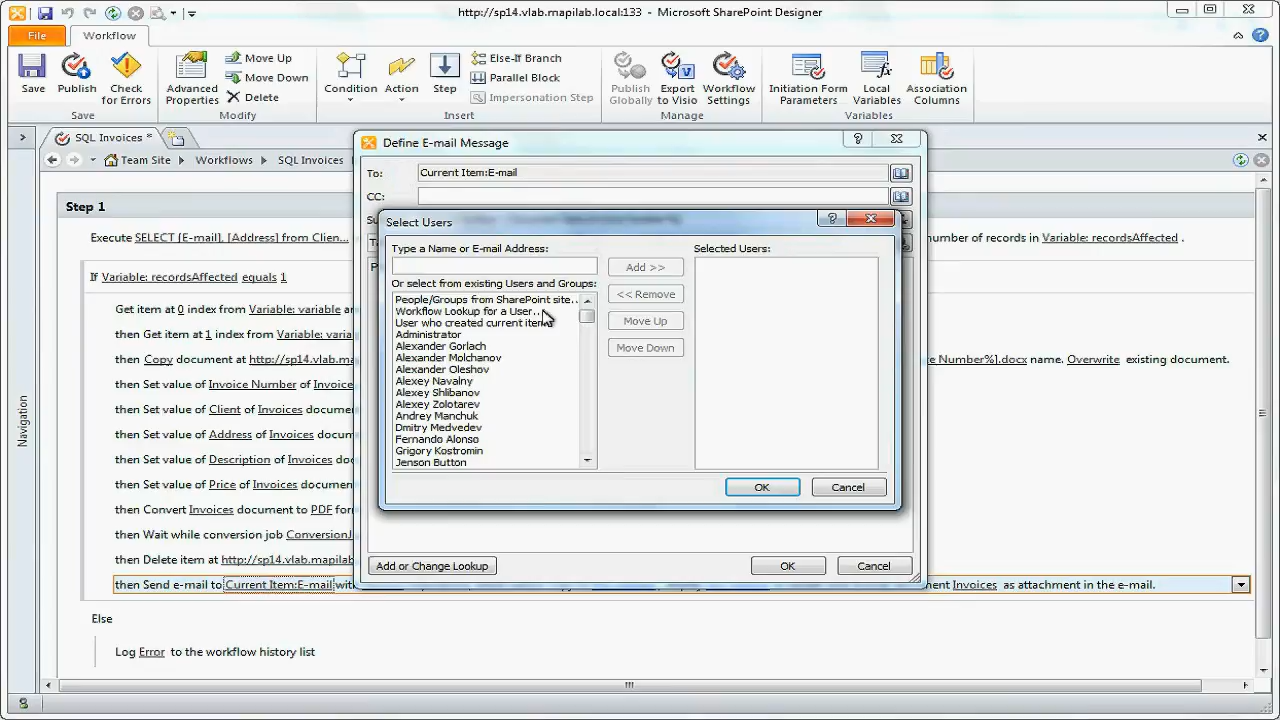 http://sp14.vlab.mapilab.local:133 - Microsoft SharePoint Designer
File
Workflow
Save
Publish
Check for Errors
Save
Advanced Properties
Move Up
Move Down
Delete
Modify
Condition
Action
Step
Else-If Branch
Parallel Block
Impersonation Step
Insert
Publish Globally
Export to Visio
Workflow Settings
Manage
Initiation Form Parameters
Local Variables
Association Columns
Variables
SQL Invoices *
Team Site
Workflows
SQL Invoices
Navigation
Step 1
Execute SELECT [E-mail], [Address] from Clien...
number of records in Variable: recordsAffected .
If Variable: recordsAffected equals 1
Get item at 0 index from Variable: variable an
then Get item at 1 index from Variable: variable
then Copy document at http://sp14.vlab.ma
e Number%].docx name. Overwrite existing document.
then Set value of Invoice Number of Invoice
then Set value of Client of Invoices docum
then Set value of Address of Invoices docum
then Set value of Description of Invoices do
then Set value of Price of Invoices docume
then Convert Invoices document to PDF for
then Wait while conversion job ConversionJ
then Delete item at http://sp14.vlab.mapilab
then Send e-mail to Current Item:E-mail wit
ment Invoices as attachment in the e-mail.
Else
Log Error to the workflow history list
Define E-mail Message
To:
Current Item:E-mail
CC:
Add or Change Lookup
OK
Cancel
Select Users
Type a Name or E-mail Address:
Or select from existing Users and Groups:
People/Groups from SharePoint site..
Workflow Lookup for a User...
User who created current item
Administrator
Alexander Gorlach
Alexander Molchanov
Alexander Oleshov
Alexey Navalny
Alexey Shlibanov
Alexey Zolotarev
Andrey Manchuk
Dmitry Medvedev
Fernando Alonso
Grigory Kostromin
Jenson Button
Add >>
<< Remove
Move Up
Move Down
Selected Users:
OK
Cancel